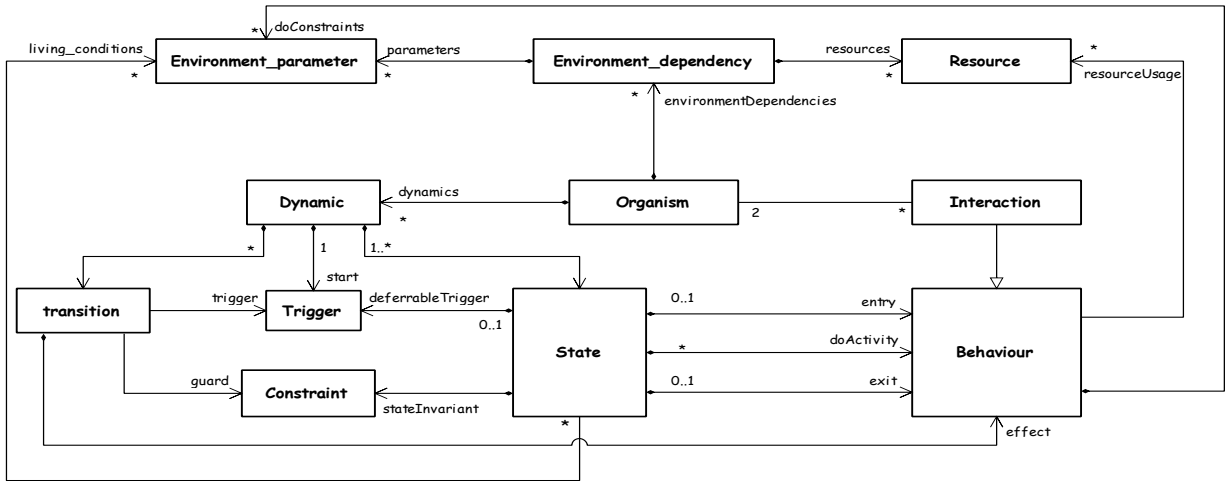 * doConstraints
living_conditions
*
Environment_parameter
parameters
*
Environment_dependency
resources
*
Resource
*
resourceUsage
* environmentDependencies
Dynamic
dynamics
*
Organism
2
*
Interaction
*
1
1..*
start
transition
trigger
Trigger
deferrableTrigger
0..1
State
0..1
entry
*
doActivity
0..1
exit
Behaviour
guard
Constraint
stateInvariant
*
effect